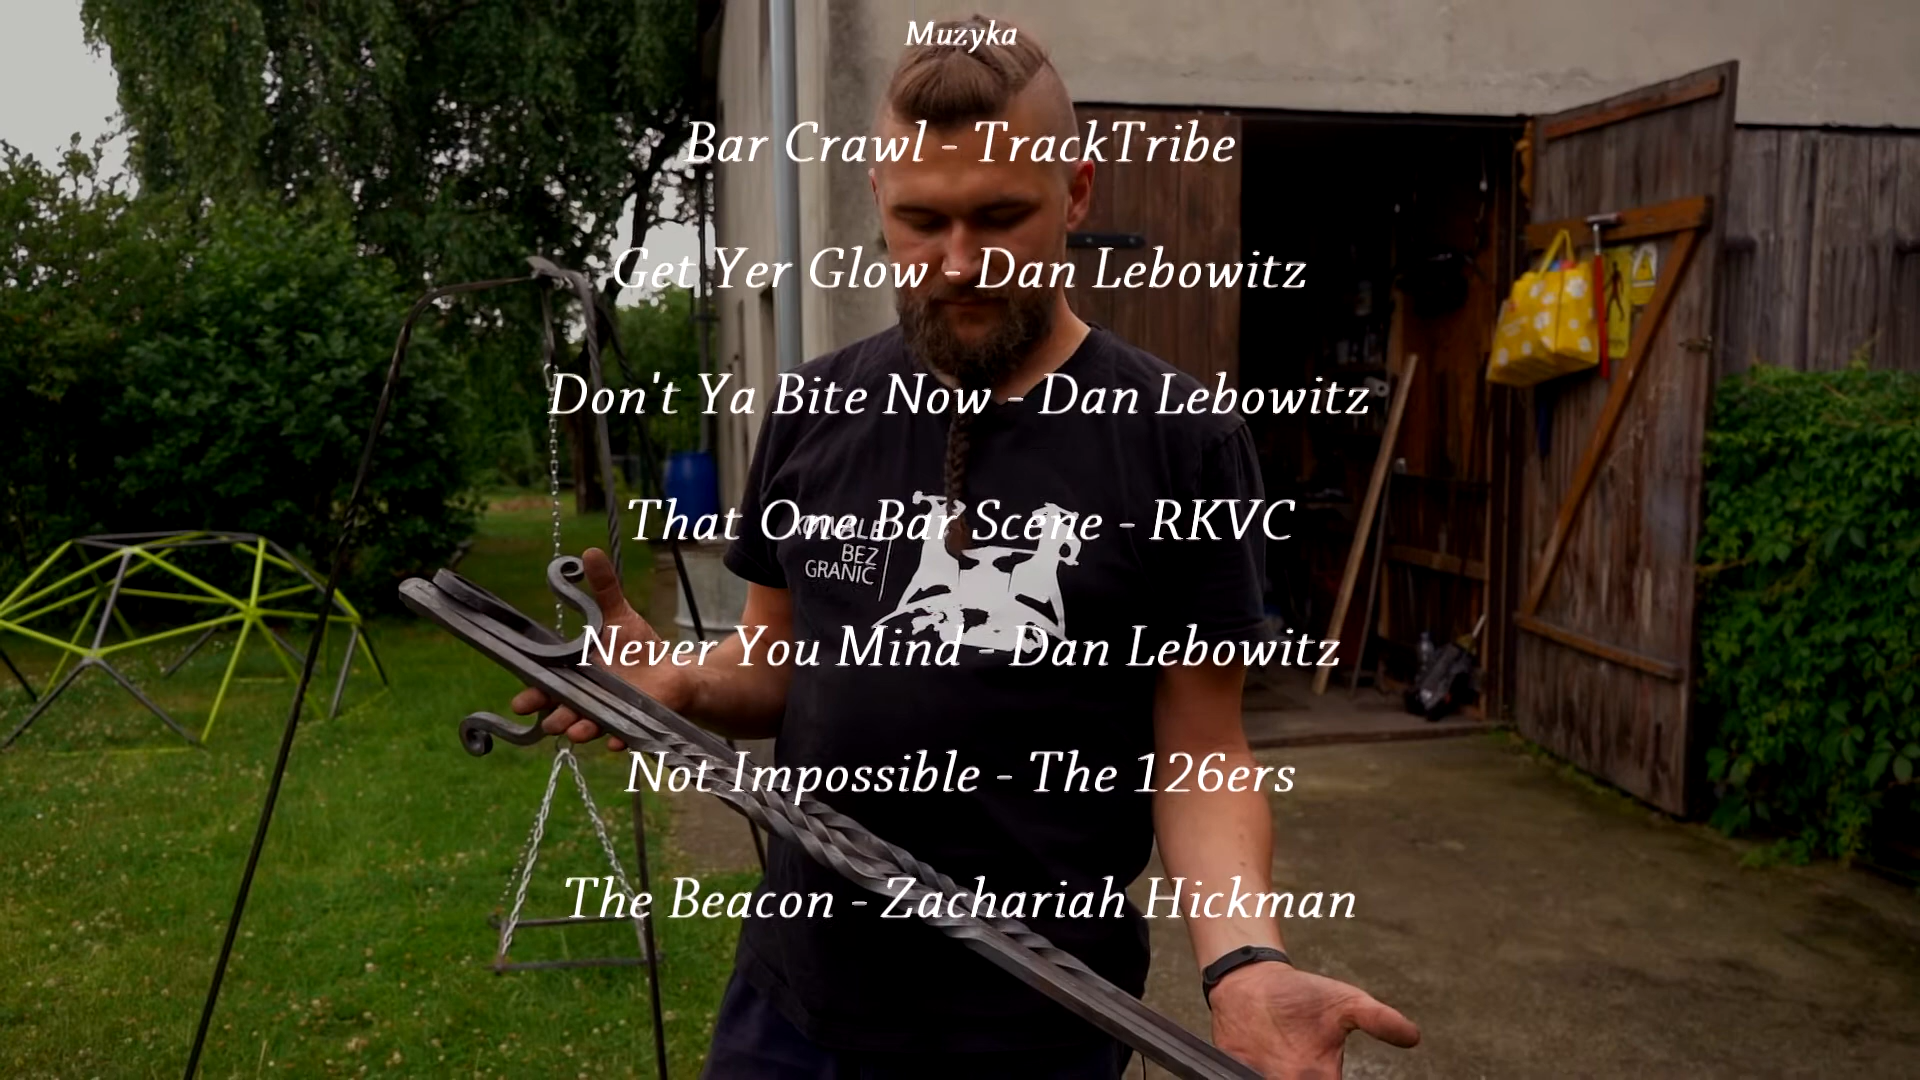 Muzyka
Bar Crawl - TrackTribe
Get Yer Glow - Dan Lebowitz
Don't Ya Bite Now - Dan Lebowitz
That One Bar Scene - RKVC
BEZ
GRANIC
Never You Mind - Dan Lebowitz
Not Impossible - The 126ers
The Beacon - Zachariah Hickman